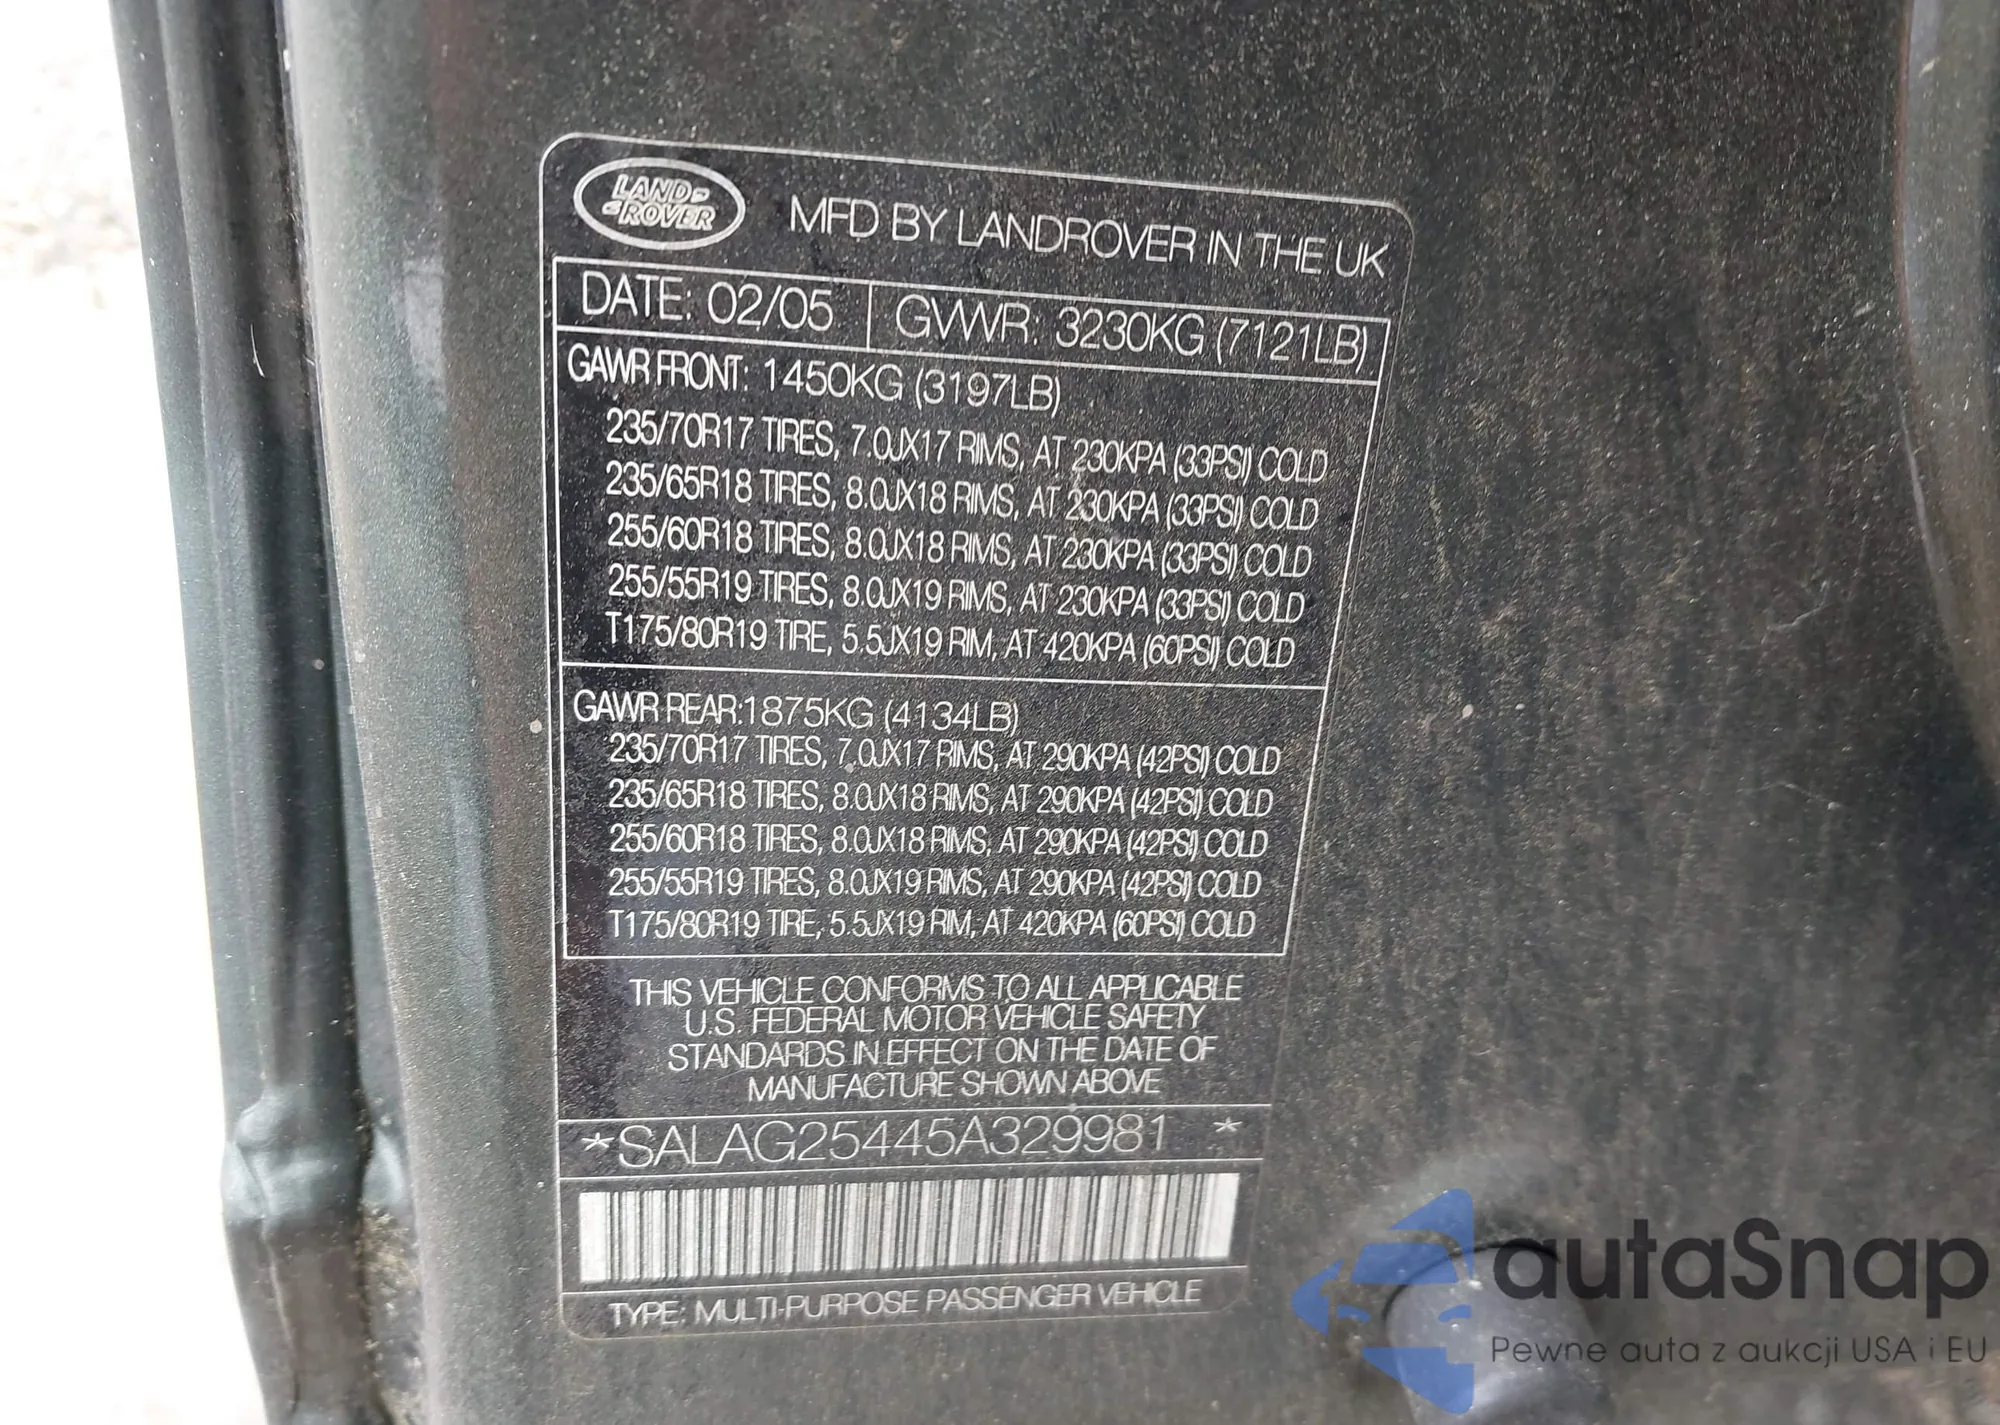 LAND
ROVER
MFD BY LANDROVER IN THE UK
DATE: 02/05 GVWR: 3230KG (7121LB)
GAWR FRONT: 1450KG (3197LB)
235/70R17 TIRES, 7.0JX17 RIMS, AT 230KPA (33PSI) COLD
235/65R18 TIRES, 8.0JX18 RIMS, AT 230KPA (33PSI) COLD
255/60R18 TIRES, 8.0JX18 RIMS, AT 230KPA (33PSI) COLD
255/55R19 TIRES, 8.0JX19 RIMS, AT 230KPA (33PSI) COLD
T175/80R19 TIRE, 5.5JX19 RIM, AT 420KPA (60PSI) COLD
GAWR REAR:1875KG (4134LB)
235/70R17 TIRES, 7.0JX17 RIMS, AT 290KPA (42PSI) COLD
235/65R18 TIRES, 8.0JX18 RIMS, AT 290KPA (42PSI) COLD
255/60R18 TIRES, 8.0JX18 RIMS, AT 290KPA (42PSI) COLD
255/55R19 TIRES, 8.0JX19 RIMS, AT 290KPA (42PSI) COLD
T175/80R19 TIRE, 5.5JX19 RIM, AT 420KPA (60PSI) COLD
THIS VEHICLE CONFORMS TO ALL APPLICABLE
U.S. FEDERAL MOTOR VEHICLE SAFETY
STANDARDS IN EFFECT ON THE DATE OF
MANUFACTURE SHOWN ABOVE
*SALAG25445A329981 *
TYPE: MULTI-PURPOSE PASSENGER VEHICLE
autaSnap
Pewne auta z aukcji USA i EU